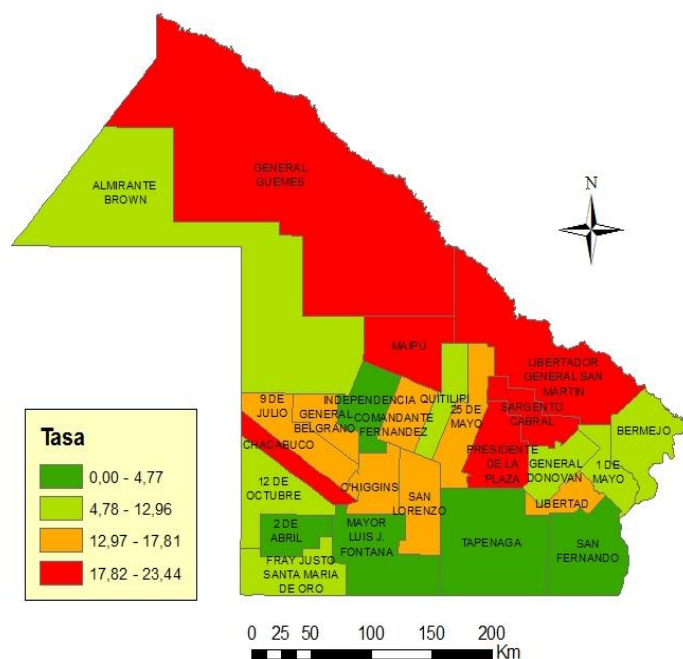 N
GENERAL
GUEMES
ALMIRANTE
BROWN
MAIPU
LIBERTADOR
GENERAL SAN
MARTIN
9 DE
JULIO
GENERAL
BELGRANO
INDEPENDENCIA
COMANDANTE
FERNANDEZ
QUITILIPI
25 DE
MAYO
SARGENTO
CABRAL
BERMEJO
CHACABUCO
PRESIDENTE
DE LA
PLAZA
GENERAL
DONOVAN
1 DE
MAYO
12 DE
OCTUBRE
O'HIGGINS
SAN
LORENZO
LIBERTAD
2 DE
ABRIL
MAYOR
LUIS J.
FONTANA
TAPENAGA
SAN
FERNANDO
FRAY JUSTO
SANTA MARIA
DE ORO
Tasa
0,00 - 4,77
4,78 - 12,96
12,97 - 17,81
17,82 - 23,44
0 25 50 100 150 200
Km